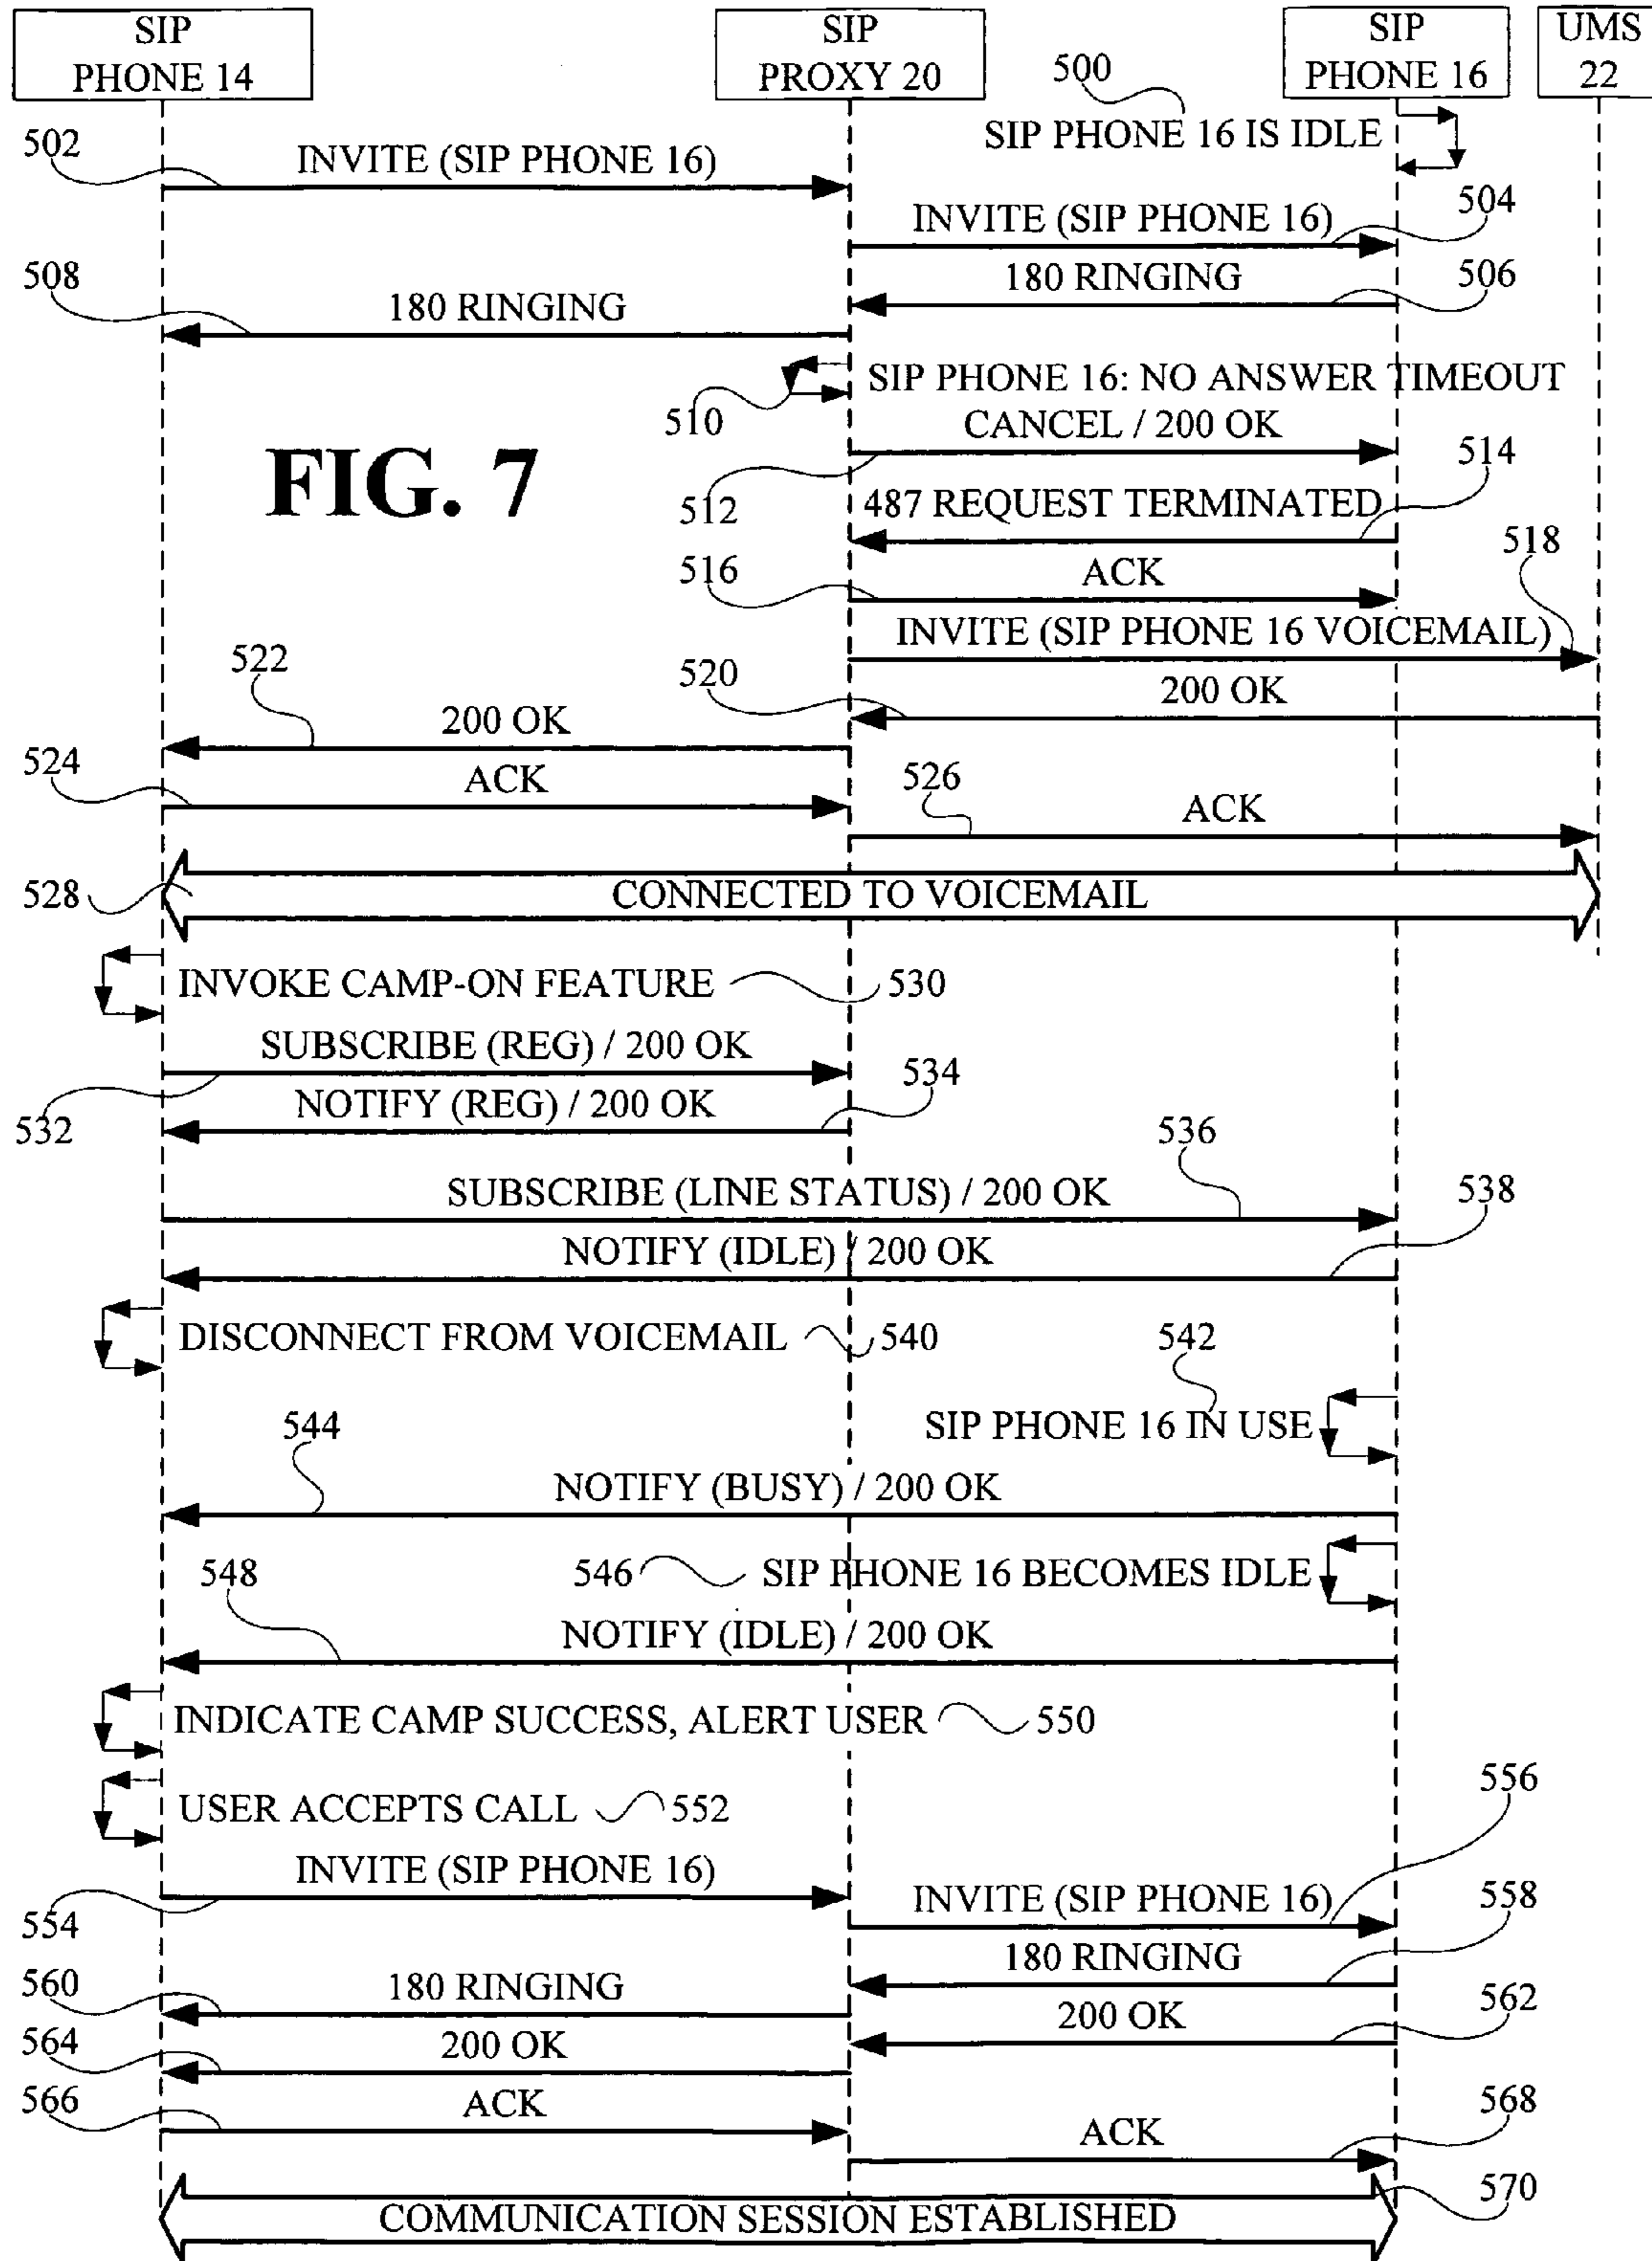 SIP
PHONE 14
SIP
PROXY 20
SIP
PHONE 16
UMS
22
500
SIP PHONE 16 IS IDLE
502
INVITE (SIP PHONE 16)
INVITE (SIP PHONE 16)
504
180 RINGING
506
508
180 RINGING
SIP PHONE 16: NO ANSWER TIMEOUT
510
CANCEL / 200 OK
FIG. 7
512
514
487 REQUEST TERMINATED
516
ACK
518
INVITE (SIP PHONE 16 VOICEMAIL)
520
200 OK
522
200 OK
524
ACK
526
ACK
528
CONNECTED TO VOICEMAIL
INVOKE CAMP-ON FEATURE
530
SUBSCRIBE (REG) / 200 OK
532
534
NOTIFY (REG) / 200 OK
536
SUBSCRIBE (LINE STATUS) / 200 OK
538
NOTIFY (IDLE) / 200 OK
DISCONNECT FROM VOICEMAIL
540
542
SIP PHONE 16 IN USE
544
NOTIFY (BUSY) / 200 OK
546
SIP PHONE 16 BECOMES IDLE
548
NOTIFY (IDLE) / 200 OK
INDICATE CAMP SUCCESS, ALERT USER
550
USER ACCEPTS CALL
552
INVITE (SIP PHONE 16)
554
556
INVITE (SIP PHONE 16)
558
180 RINGING
560
180 RINGING
562
200 OK
564
200 OK
566
ACK
568
ACK
570
COMMUNICATION SESSION ESTABLISHED